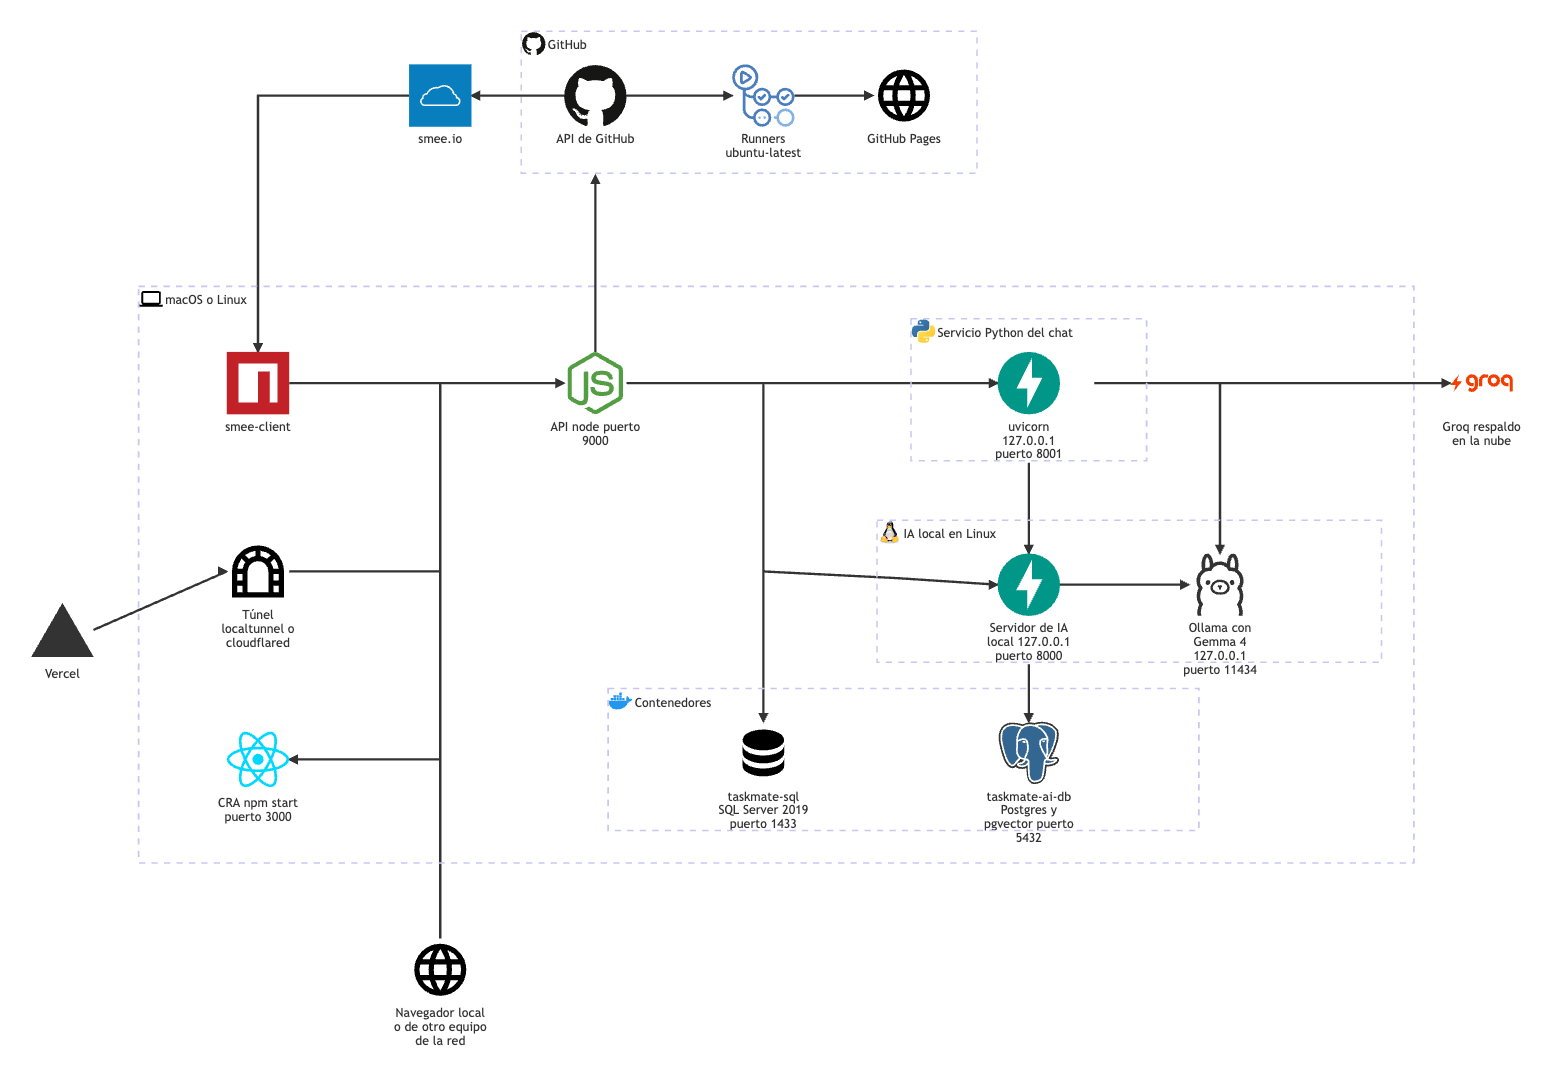 GitHub
smee.io
API de GitHub
Runners
ubuntu-latest
GitHub Pages
macOS o Linux
Servicio Python del chat
JS
groq
smee-client
API node puerto
9000
uvicorn
127.0.0.1
puerto 8001
Groq respaldo
en la nube
IA local en Linux
Túnel
localtunnel o
cloudflared
Servidor de IA
local 127.0.0.1
puerto 8000
Ollama con
Gemma 4
127.0.0.1
puerto 11434
Vercel
Contenedores
CRA npm start
puerto 3000
taskmate-sql
SQL Server 2019
puerto 1433
taskmate-ai-db
Postgres y
pgvector puerto
5432
Navegador local
o de otro equipo
de la red